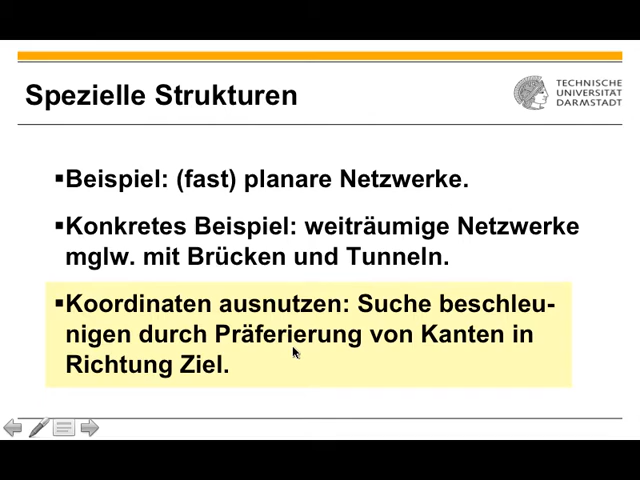 Spezielle Strukturen
TECHNISCHE
UNIVERSITÄT
DARMSTADT
▪Beispiel: (fast) planare Netzwerke.
▪Konkretes Beispiel: weiträumige Netzwerke
mglw. mit Brücken und Tunneln.
▪Koordinaten ausnutzen: Suche beschleu-
nigen durch Präferierung von Kanten in
Richtung Ziel.